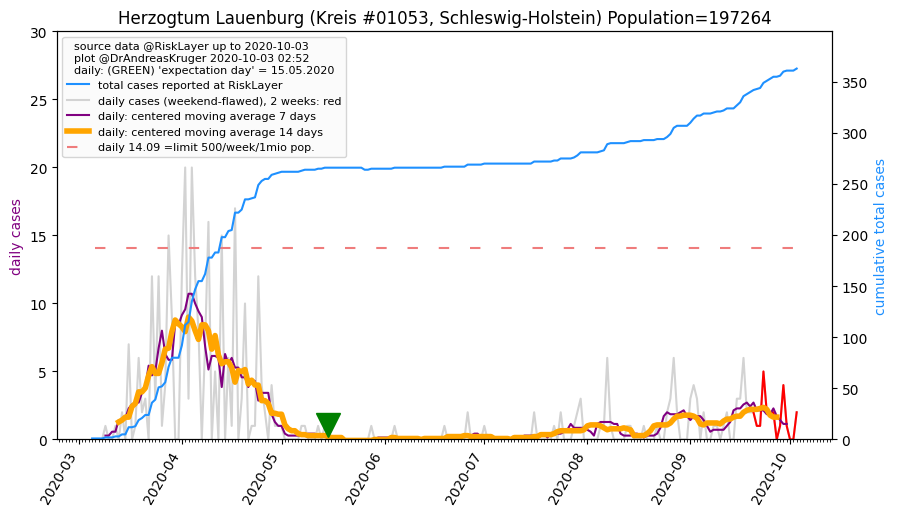 Herzogtum Lauenburg (Kreis #01053, Schleswig-Holstein) Population=197264
source data @RiskLayer up to 2020-10-03
plot @DrAndreasKruger 2020-10-03 02:52
daily: (GREEN) 'expectation day' = 15.05.2020
total cases reported at RiskLayer
daily cases (weekend-flawed), 2 weeks: red
daily: centered moving average 7 days
daily: centered moving average 14 days
daily 14.09 =limit 500/week/1mio pop.
daily cases
30
25
20
15
10
5
0
cumulative total cases
350
300
250
200
150
100
50
0
2020-03
2020-04
2020-05
2020-06
2020-07
2020-08
2020-09
2020-10